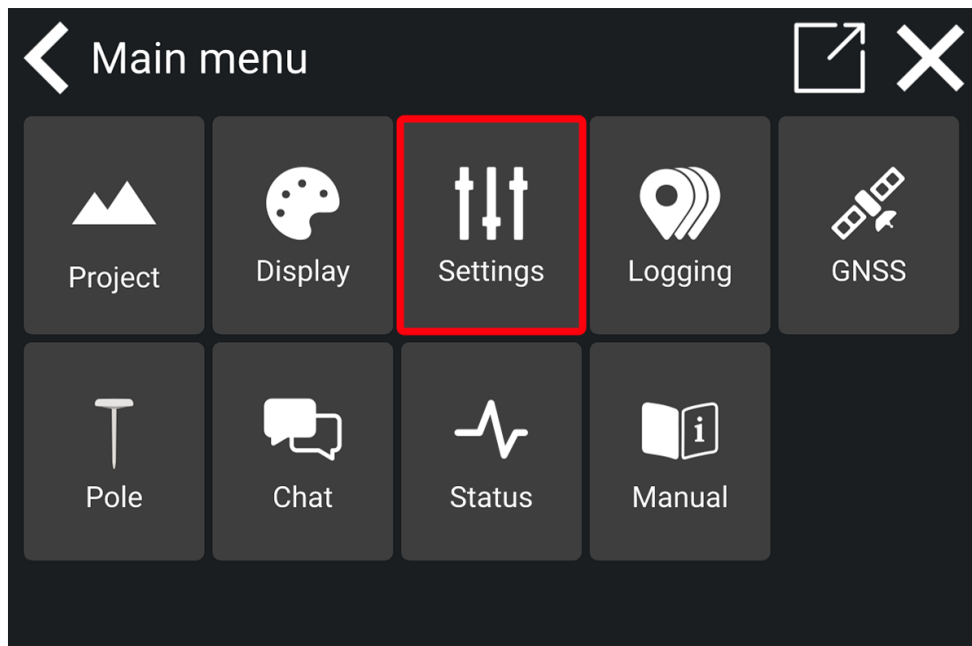 Main menu
Project
Display
Settings
Logging
GNSS
Pole
Chat
Status
Manual